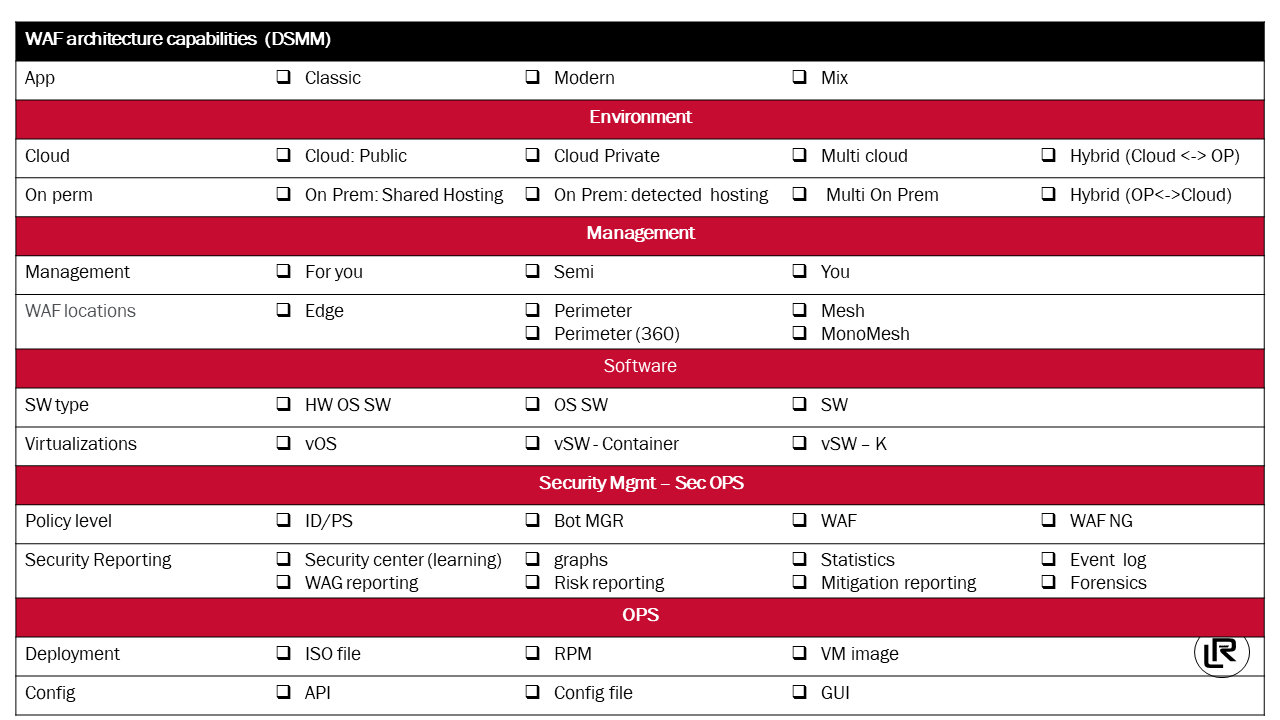 WAF architecture capabilities (DSMM)
App ❑ Classic ❑ Modern ❑ Mix
Environment
Cloud ❑ Cloud: Public ❑ Cloud Private ❑ Multi cloud ❑ Hybrid (Cloud <-> OP)
On perm ❑ On Prem: Shared Hosting ❑ On Prem: detected hosting ❑ Multi On Prem ❑ Hybrid (OP<->Cloud)
Management
Management ❑ For you ❑ Semi ❑ You
WAF locations ❑ Edge ❑ Perimeter ❑ Mesh
❑ Perimeter (360) ❑ MonoMesh
Software
SW type ❑ HW OS SW ❑ OS SW ❑ SW
Virtualizations ❑ vOS ❑ vSW - Container ❑ vSW – K
Security Mgmt – Sec OPS
Policy level ❑ ID/PS ❑ Bot MGR ❑ WAF ❑ WAF NG
Security Reporting ❑ Security center (learning) ❑ graphs ❑ Statistics ❑ Event log
❑ WAG reporting ❑ Risk reporting ❑ Mitigation reporting ❑ Forensics
OPS
Deployment ❑ ISO file ❑ RPM ❑ VM image
LR
Config ❑ API ❑ Config file ❑ GUI